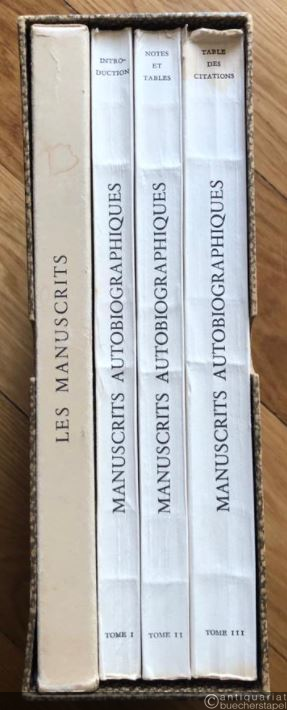 LES MANUSCRITS
INTRO-
DUCTION
MANUSCRITS AUTOBIOGRAPHIQUES
TOME I
NOTES
ET
TABLES
MANUSCRITS AUTOBIOGRAPHIQUES
TOME II
TABLE
DES
CITATIONS
MANUSCRITS AUTOBIOGRAPHIQUES
TOME III
©antiquariat
buecherstapel